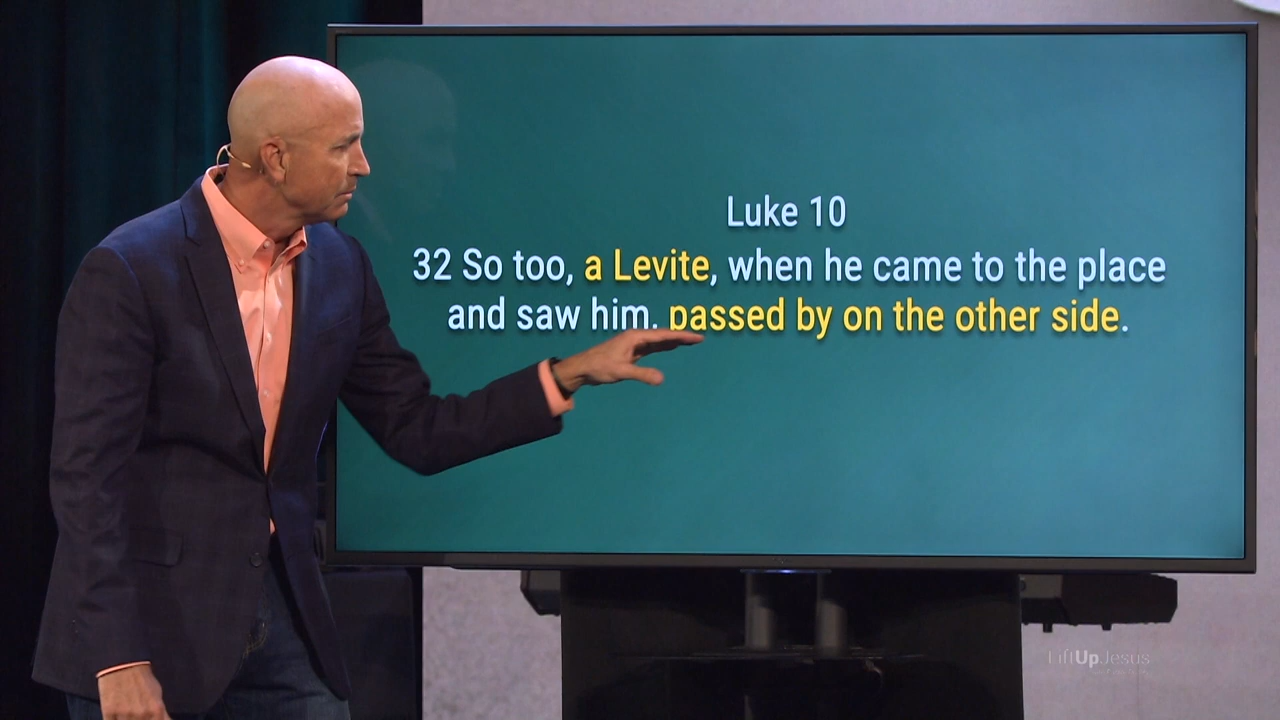 Luke 10
32 So too, a Levite, when he came to the place
and saw him, passed by on the other side.
LiftUpJesus